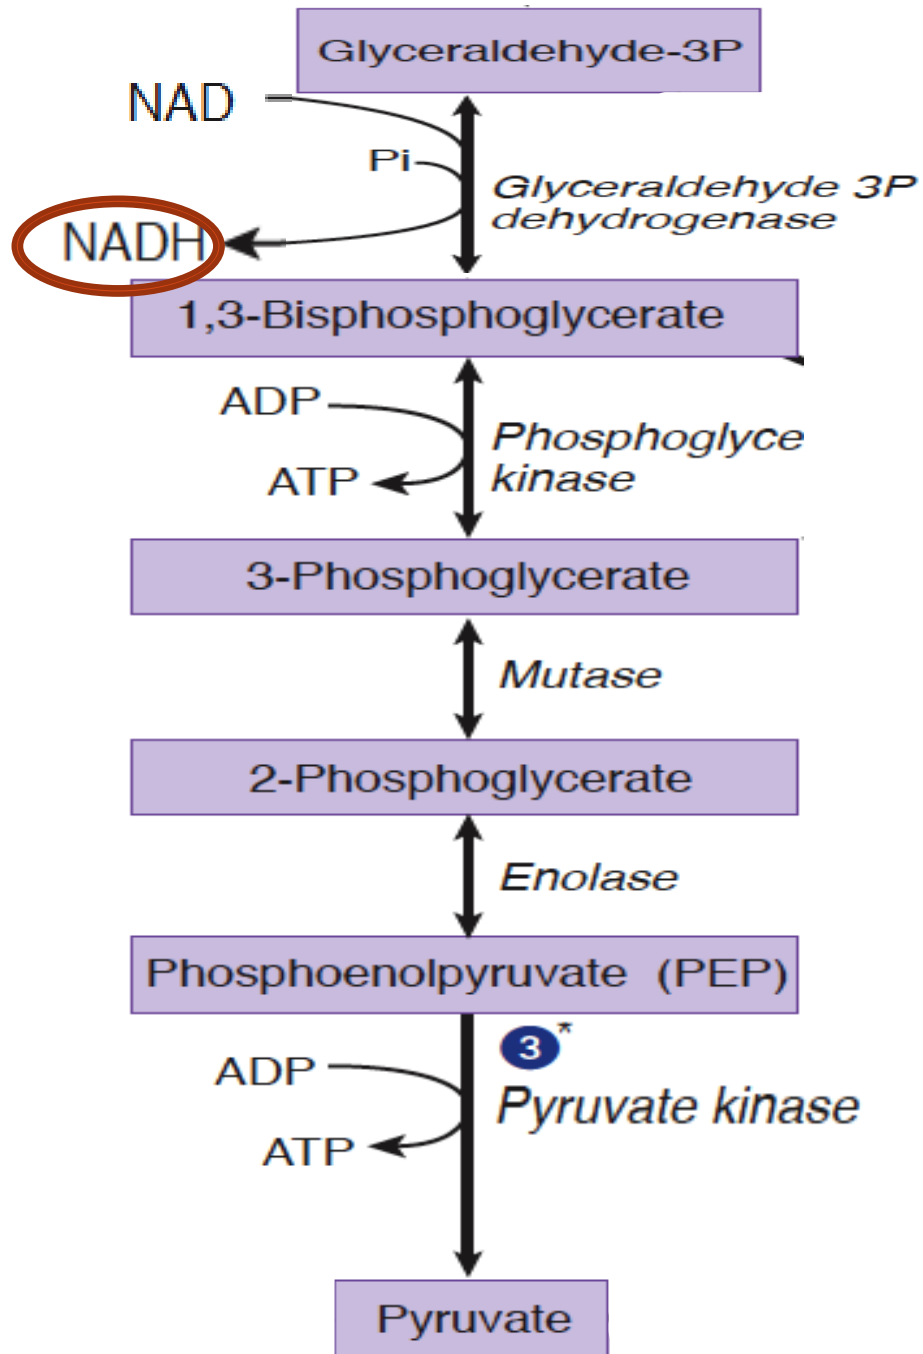 Glyceraldehyde-3P
NAD
Pi
Glyceraldehyde 3P
dehydrogenase
NADH
1,3-Bisphosphoglycerate
ADP
Phosphoglyce
kinase
ATP
3-Phosphoglycerate
Mutase
2-Phosphoglycerate
Enolase
Phosphoenolpyruvate (PEP)
3*
ADP
Pyruvate kinase
ATP
Pyruvate